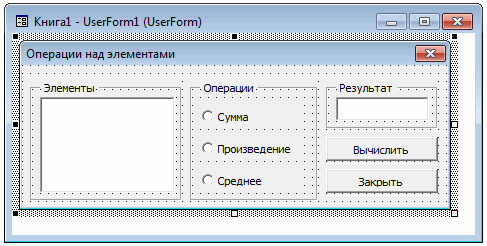 Книга1 - UserForm1 (UserForm)
Операции над элементами
Элементы
Операции
Результат
Сумма
Произведение
Вычислить
Среднее
Закрыть